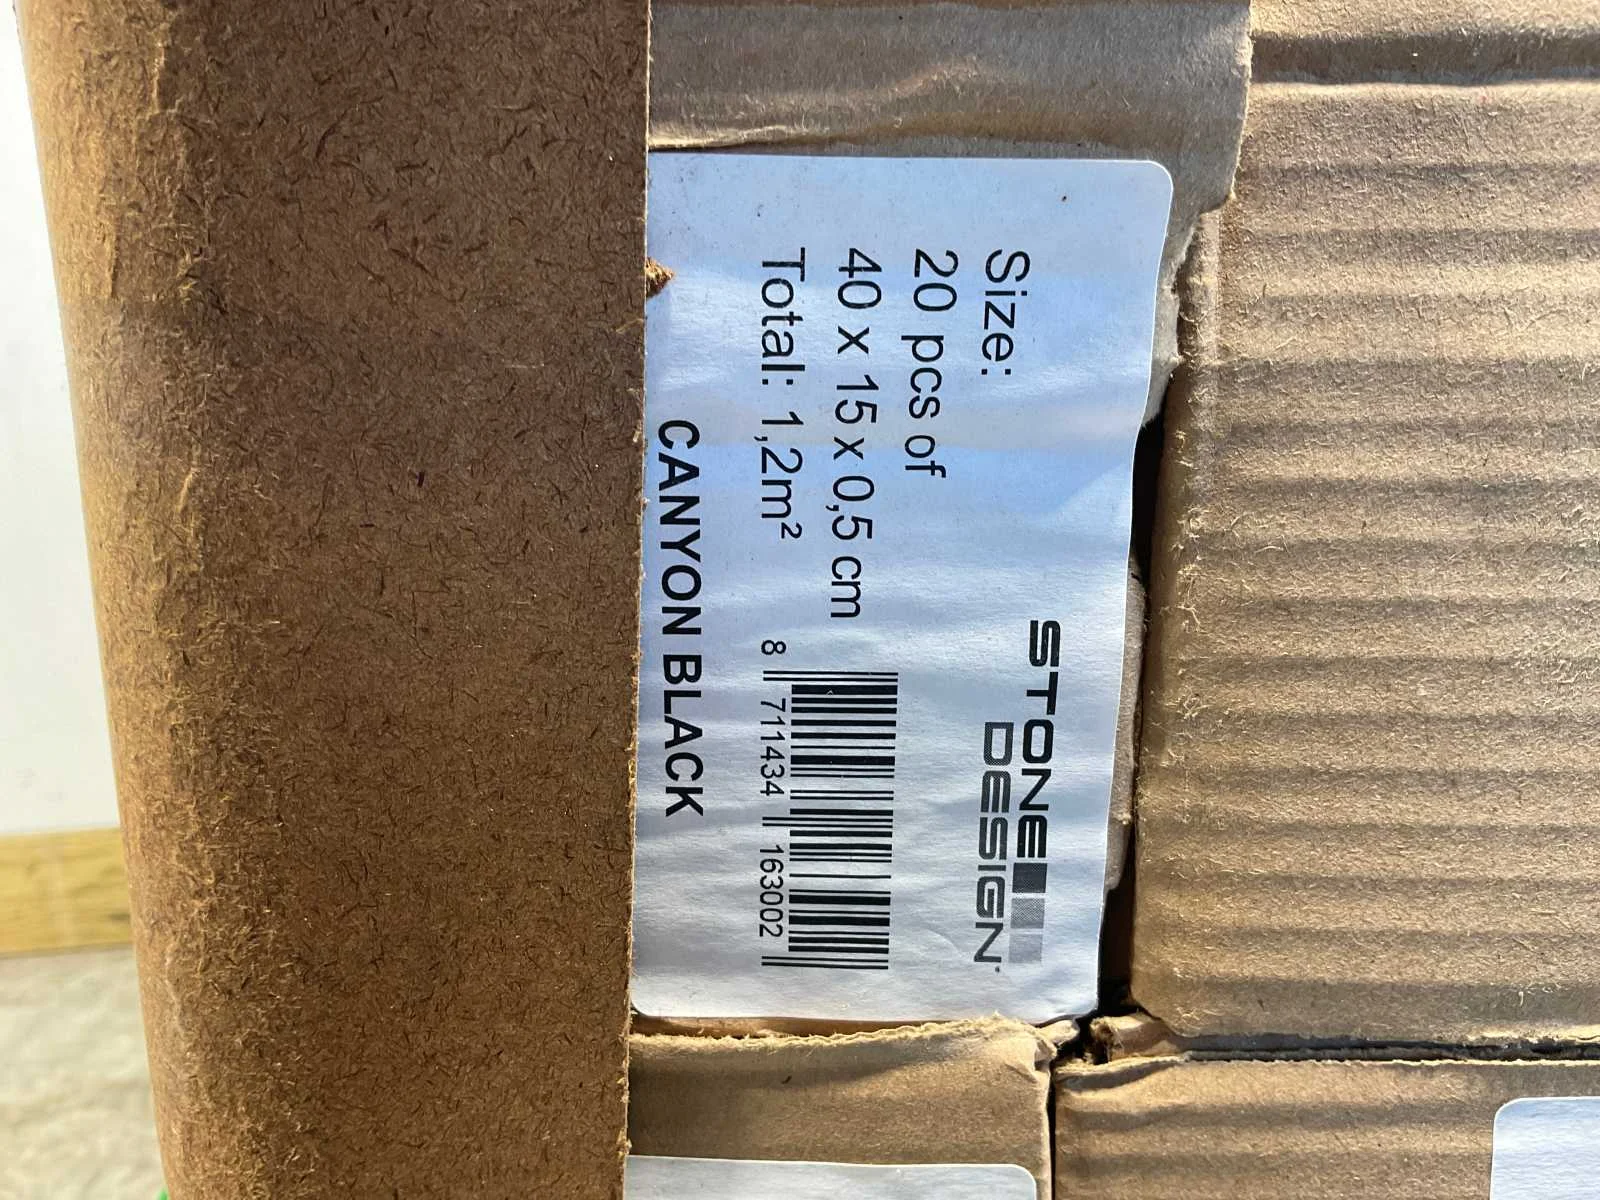 STONE
DESIGN
Size:
20 pcs of
40 x 15 x 0,5 cm
Total: 1,2m²
8 711434 163002
CANYON BLACK